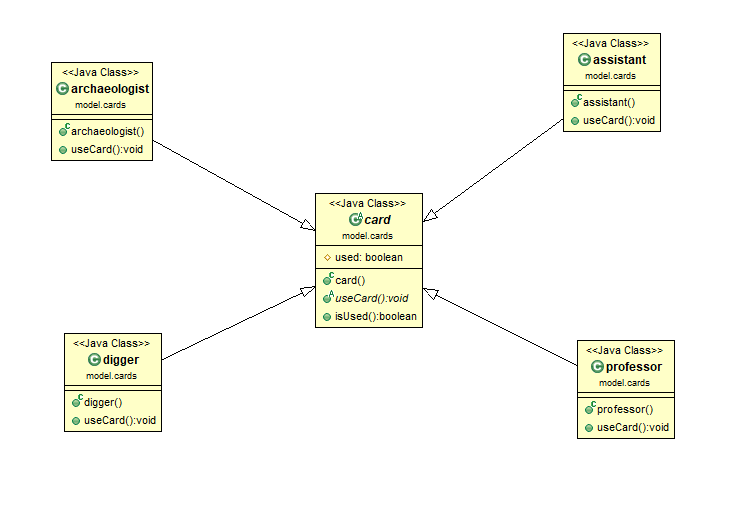 <<Java Class>>
archaeologist
model.cards
archaeologist()
useCard():void
<<Java Class>>
assistant
model.cards
assistant()
useCard():void
<<Java Class>>
card
model.cards
used: boolean
card()
useCard():void
isUsed():boolean
<<Java Class>>
digger
model.cards
digger()
useCard():void
<<Java Class>>
professor
model.cards
professor()
useCard():void